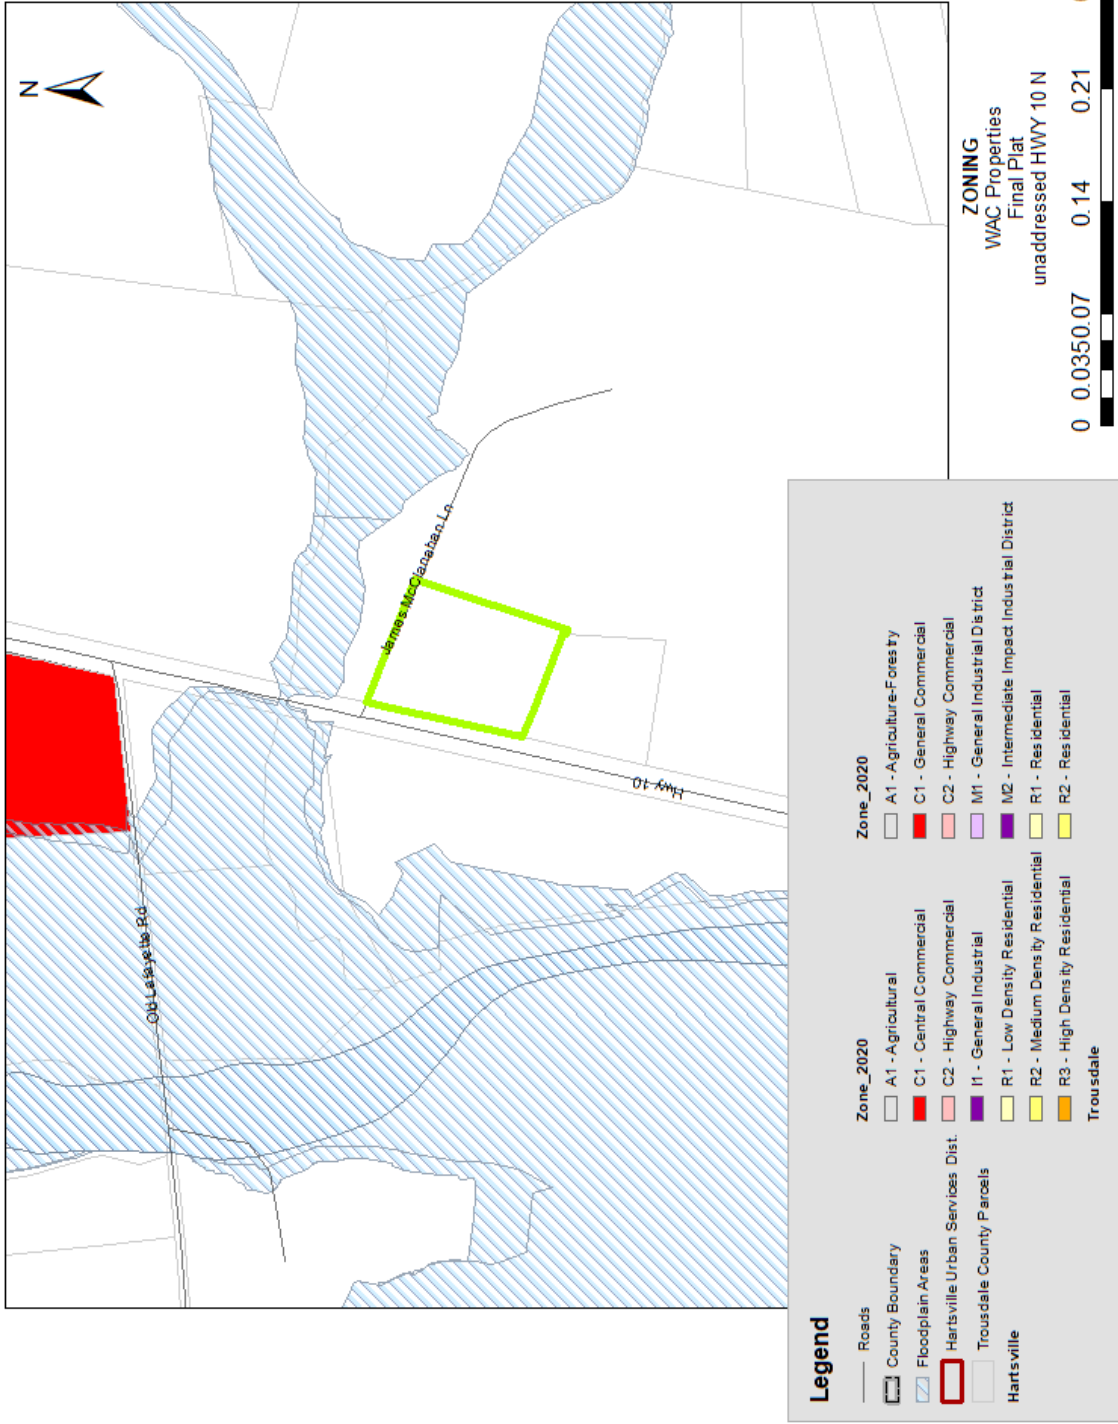 N
Old Lafayette Rd
James McClanahan Ln
Hwy 10
ZONING
WAC Properties
Final Plat
unaddressed HWY 10 N
0 0.0350.07 0.14 0.21
Legend
Roads
County Boundary
Floodplain Areas
Hartsville Urban Services Dist.
Trousdale County Parcels
Hartsville
Zone_2020
A1 - Agricultural
C1 - Central Commercial
C2 - Highway Commercial
I1 - General Industrial
R1 - Low Density Residential
R2 - Medium Density Residential
R3 - High Density Residential
Trousdale
Zone_2020
A1 - Agriculture-Forestry
C1 - General Commercial
C2 - Highway Commercial
M1 - General Industrial District
M2 - Intermediate Impact Industrial District
R1 - Residential
R2 - Residential